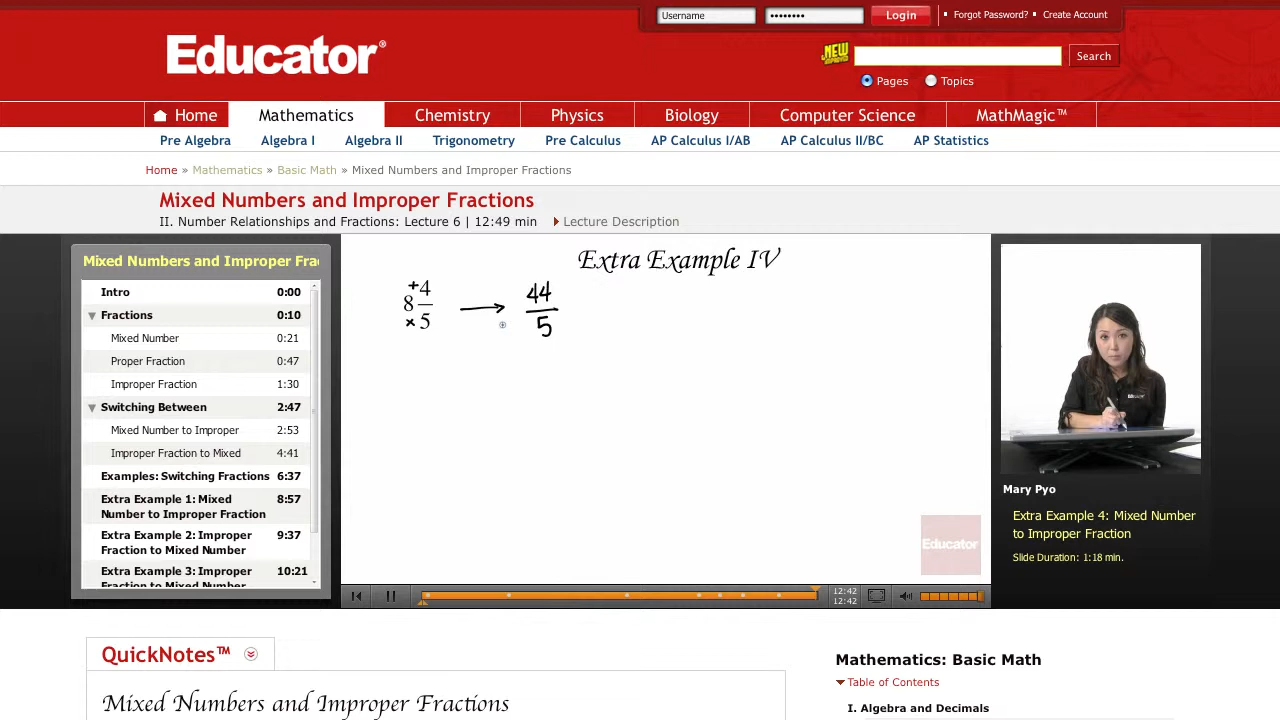 Username •••••••• Login Forgot Password? Create Account
Educator®
NEW Search
Pages Topics
Home Mathematics Chemistry Physics Biology Computer Science MathMagic™
Pre Algebra Algebra I Algebra II Trigonometry Pre Calculus AP Calculus I/AB AP Calculus II/BC AP Statistics
Home » Mathematics » Basic Math » Mixed Numbers and Improper Fractions
Mixed Numbers and Improper Fractions
II. Number Relationships and Fractions: Lecture 6 | 12:49 min Lecture Description
Mixed Numbers and Improper Fra
Intro 0:00
Fractions 0:10
Mixed Number 0:21
Proper Fraction 0:47
Improper Fraction 1:30
Switching Between 2:47
Mixed Number to Improper 2:53
Improper Fraction to Mixed 4:41
Examples: Switching Fractions 6:37
Extra Example 1: Mixed 8:57
Number to Improper Fraction
Extra Example 2: Improper 9:37
Fraction to Mixed Number
Extra Example 3: Improper 10:21
Fraction to Mixed Number
Extra Example IV
+4 44
8 → 
×5 5
Educator
12:42
12:42
Mary Pyo
Extra Example 4: Mixed Number
to Improper Fraction
Slide Duration: 1:18 min.
QuickNotes™
Mixed Numbers and Improper Fractions
Mathematics: Basic Math
Table of Contents
I. Algebra and Decimals